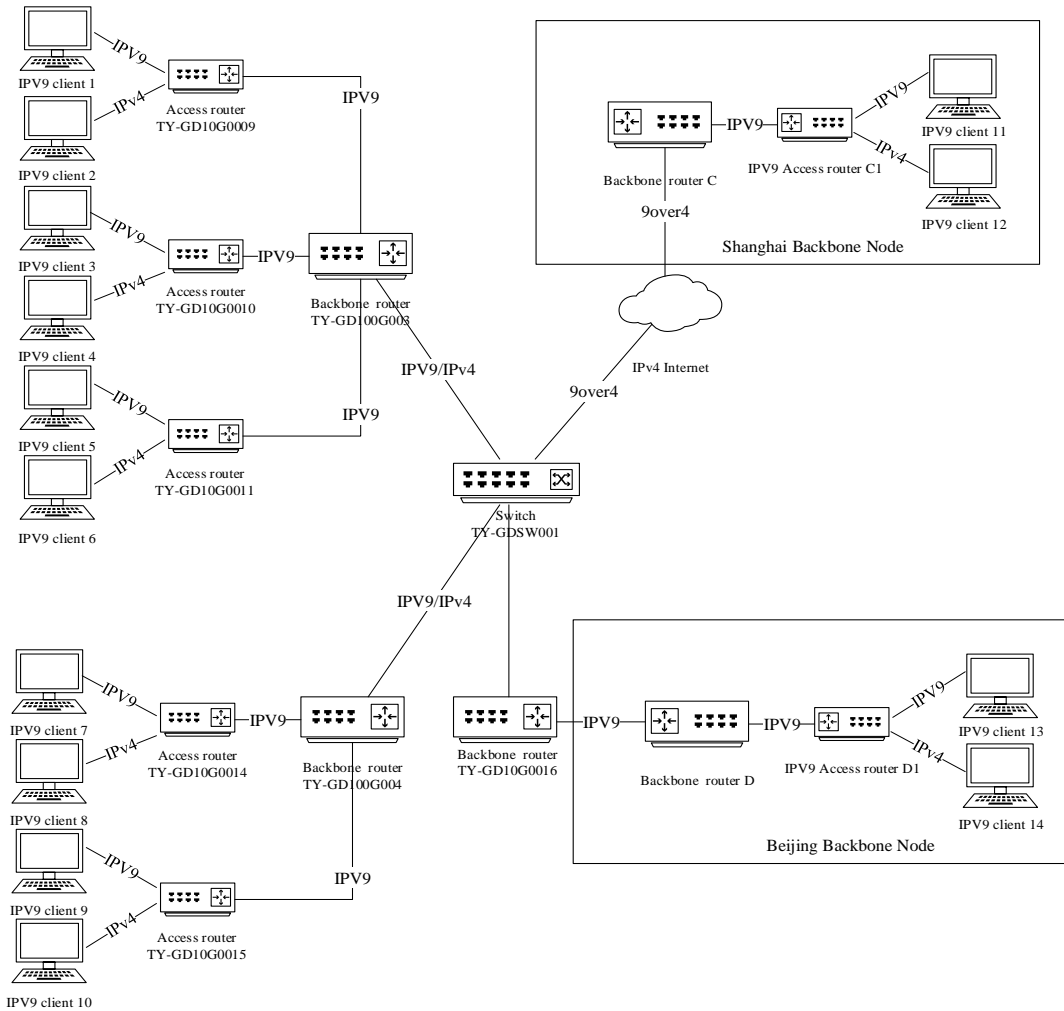 IPV9
IPV9 client 1
IPv4
Access router
TY-GD10G0009
IPV9
IPV9 client 2
IPV9
IPV9 client 3
IPv4
Access router
TY-GD10G0010
IPV9
Backbone router
TY-GD100G003
IPV9 client 4
IPV9
IPV9 client 5
IPv4
Access router
TY-GD10G0011
IPV9
IPV9 client 6
IPV9/IPv4
Backbone router C
IPV9
IPV9 Access router C1
IPV9
IPV9 client 11
IPv4
IPV9 client 12
9over4
Shanghai Backbone Node
IPv4 Internet
9over4
Switch
TY-GDSW001
IPV9/IPv4
IPV9
IPV9 client 7
IPv4
Access router
TY-GD10G0014
IPV9
Backbone router
TY-GD100G004
IPV9 client 8
IPV9
IPV9 client 9
IPv4
Access router
TY-GD10G0015
IPV9
IPV9 client 10
Backbone router
TY-GD10G0016
IPV9
Backbone router D
IPV9
IPV9 Access router D1
IPV9
IPV9 client 13
IPv4
IPV9 client 14
Beijing Backbone Node